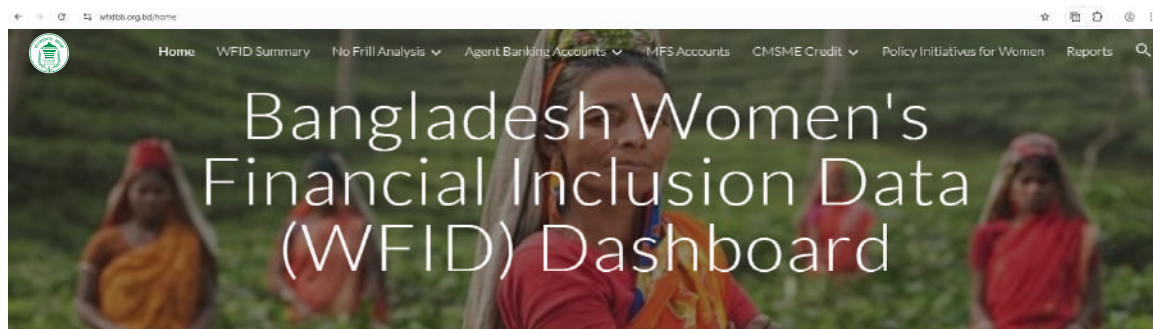 wfidbb.org.bd/home
Home WFID Summary No Frill Analysis Agent Banking Accounts MFS Accounts CMSME Credit Policy Initiatives for Women Reports
Bangladesh Women's
Financial Inclusion Data
(WFID) Dashboard